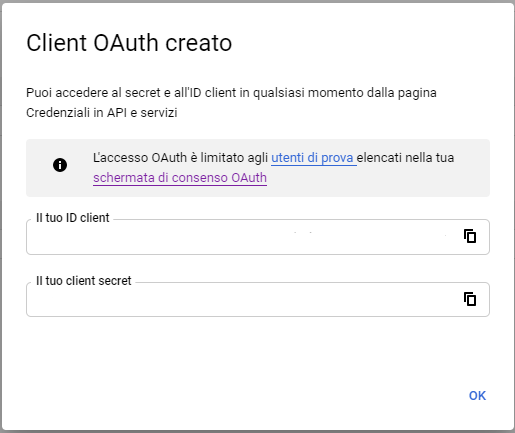 Client OAuth creato
Puoi accedere al secret e all'ID client in qualsiasi momento dalla pagina
Credenziali in API e servizi
L'accesso OAuth è limitato agli utenti di prova elencati nella tua
schermata di consenso OAuth
Il tuo ID client
Il tuo client secret
OK